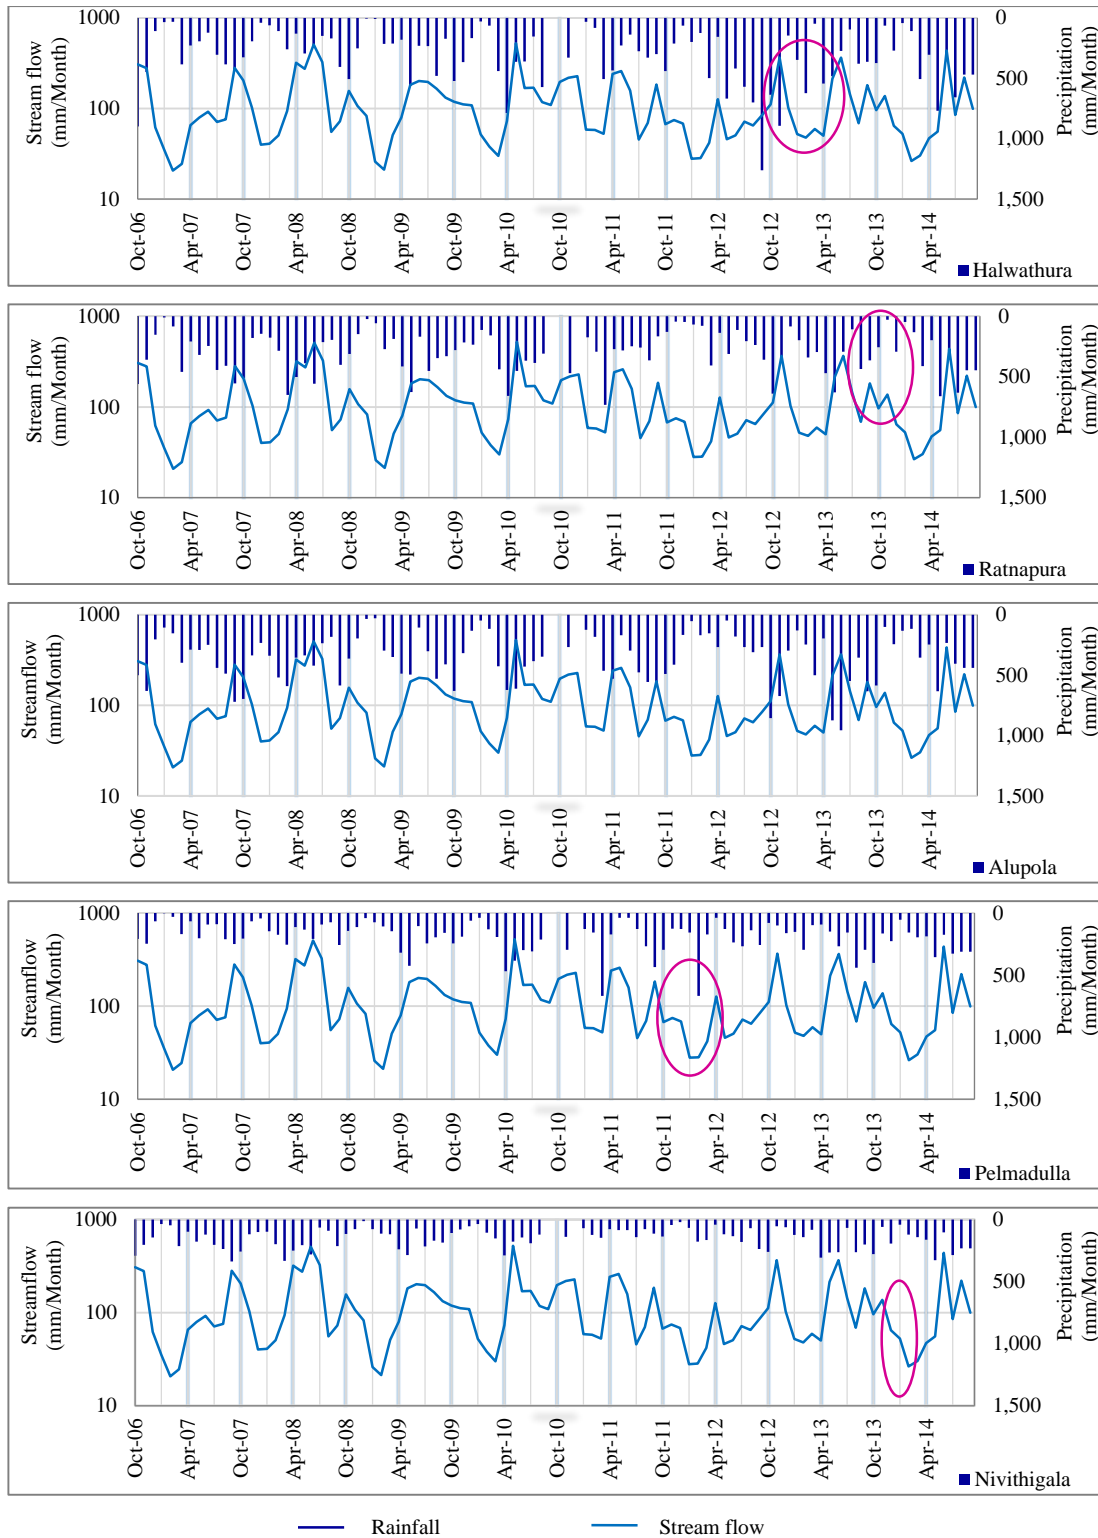 1000
100
10
Stream flow
(mm/Month)
0
500
1,000
1,500
Precipitation
(mm/Month)
Oct-06
Apr-07
Oct-07
Apr-08
Oct-08
Apr-09
Oct-09
Apr-10
Oct-10
Apr-11
Oct-11
Apr-12
Oct-12
Apr-13
Oct-13
Apr-14
Halwathura
1000
100
10
Stream flow
(mm/Month)
0
500
1,000
1,500
Precipitation
(mm/Month)
Oct-06
Apr-07
Oct-07
Apr-08
Oct-08
Apr-09
Oct-09
Apr-10
Oct-10
Apr-11
Oct-11
Apr-12
Oct-12
Apr-13
Oct-13
Apr-14
Ratnapura
1000
100
10
Streamflow
(mm/Month)
0
500
1,000
1,500
Precipitation
(mm/Month)
Oct-06
Apr-07
Oct-07
Apr-08
Oct-08
Apr-09
Oct-09
Apr-10
Oct-10
Apr-11
Oct-11
Apr-12
Oct-12
Apr-13
Oct-13
Apr-14
Alupola
1000
100
10
Streamflow
(mm/Month)
0
500
1,000
1,500
Precipitation
(mm/Month)
Oct-06
Apr-07
Oct-07
Apr-08
Oct-08
Apr-09
Oct-09
Apr-10
Oct-10
Apr-11
Oct-11
Apr-12
Oct-12
Apr-13
Oct-13
Apr-14
Pelmadulla
1000
100
10
Streamflow
(mm/Month)
0
500
1,000
1,500
Precipitation
(mm/Month)
Oct-06
Apr-07
Oct-07
Apr-08
Oct-08
Apr-09
Oct-09
Apr-10
Oct-10
Apr-11
Oct-11
Apr-12
Oct-12
Apr-13
Oct-13
Apr-14
Nivithigala
Rainfall
Stream flow